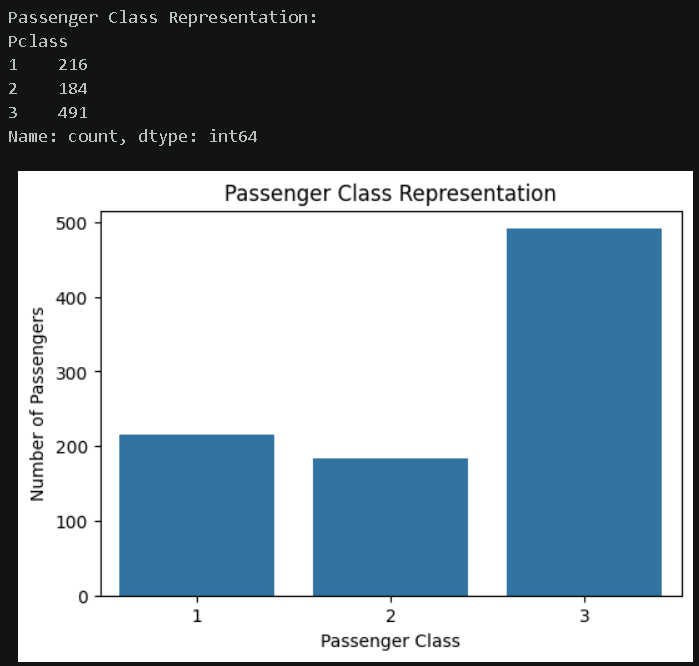 Passenger Class Representation:
Pclass
1    216
2    184
3    491
Name: count, dtype: int64
Passenger Class Representation
Number of Passengers
500
400
300
200
100
0
1 2 3
Passenger Class